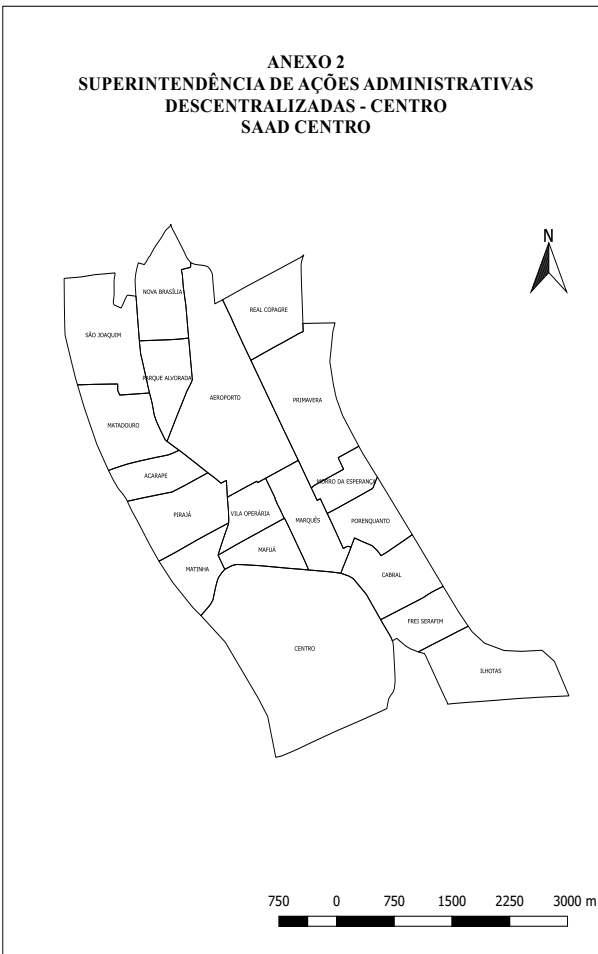 ANEXO 2
SUPERINTENDÊNCIA DE AÇÕES ADMINISTRATIVAS
DESCENTRALIZADAS - CENTRO
SAAD CENTRO
N
NOVA BRASÍLIA
REAL COPAGRE
SÃO JOAQUIM
PARQUE ALVORADA
AEROPORTO
PRIMAVERA
MATADOURO
ACARAPE
MORRO DA ESPERANÇA
PIRAJÁ
VILA OPERÁRIA
MARQUÊS
PORENQUANTO
MAFUÁ
MATINHA
CABRAL
FREI SERAFIM
CENTRO
ILHOTAS
750 0 750 1500 2250 3000 m